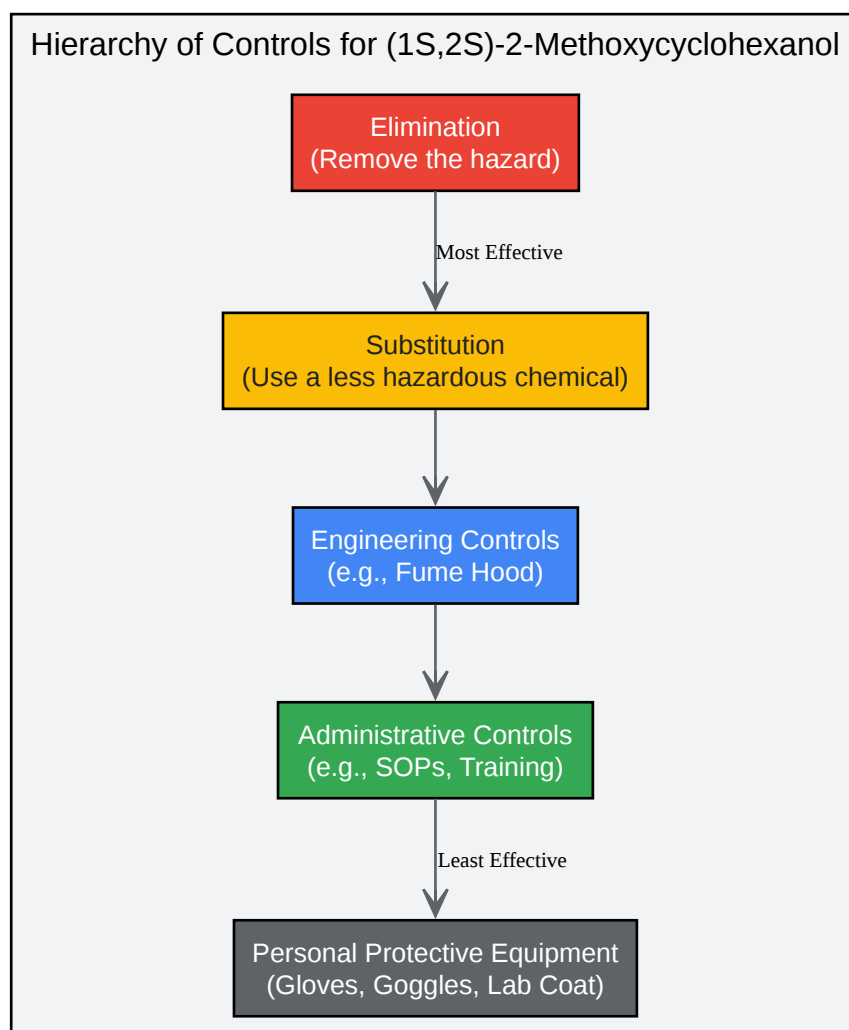 Hierarchy of Controls for (1S,2S)-2-Methoxycyclohexanol
Elimination
(Remove the hazard)
Most Effective
Substitution
(Use a less hazardous chemical)
Engineering Controls
(e.g., Fume Hood)
Administrative Controls
(e.g., SOPs, Training)
Least Effective
Personal Protective Equipment
(Gloves, Goggles, Lab Coat)